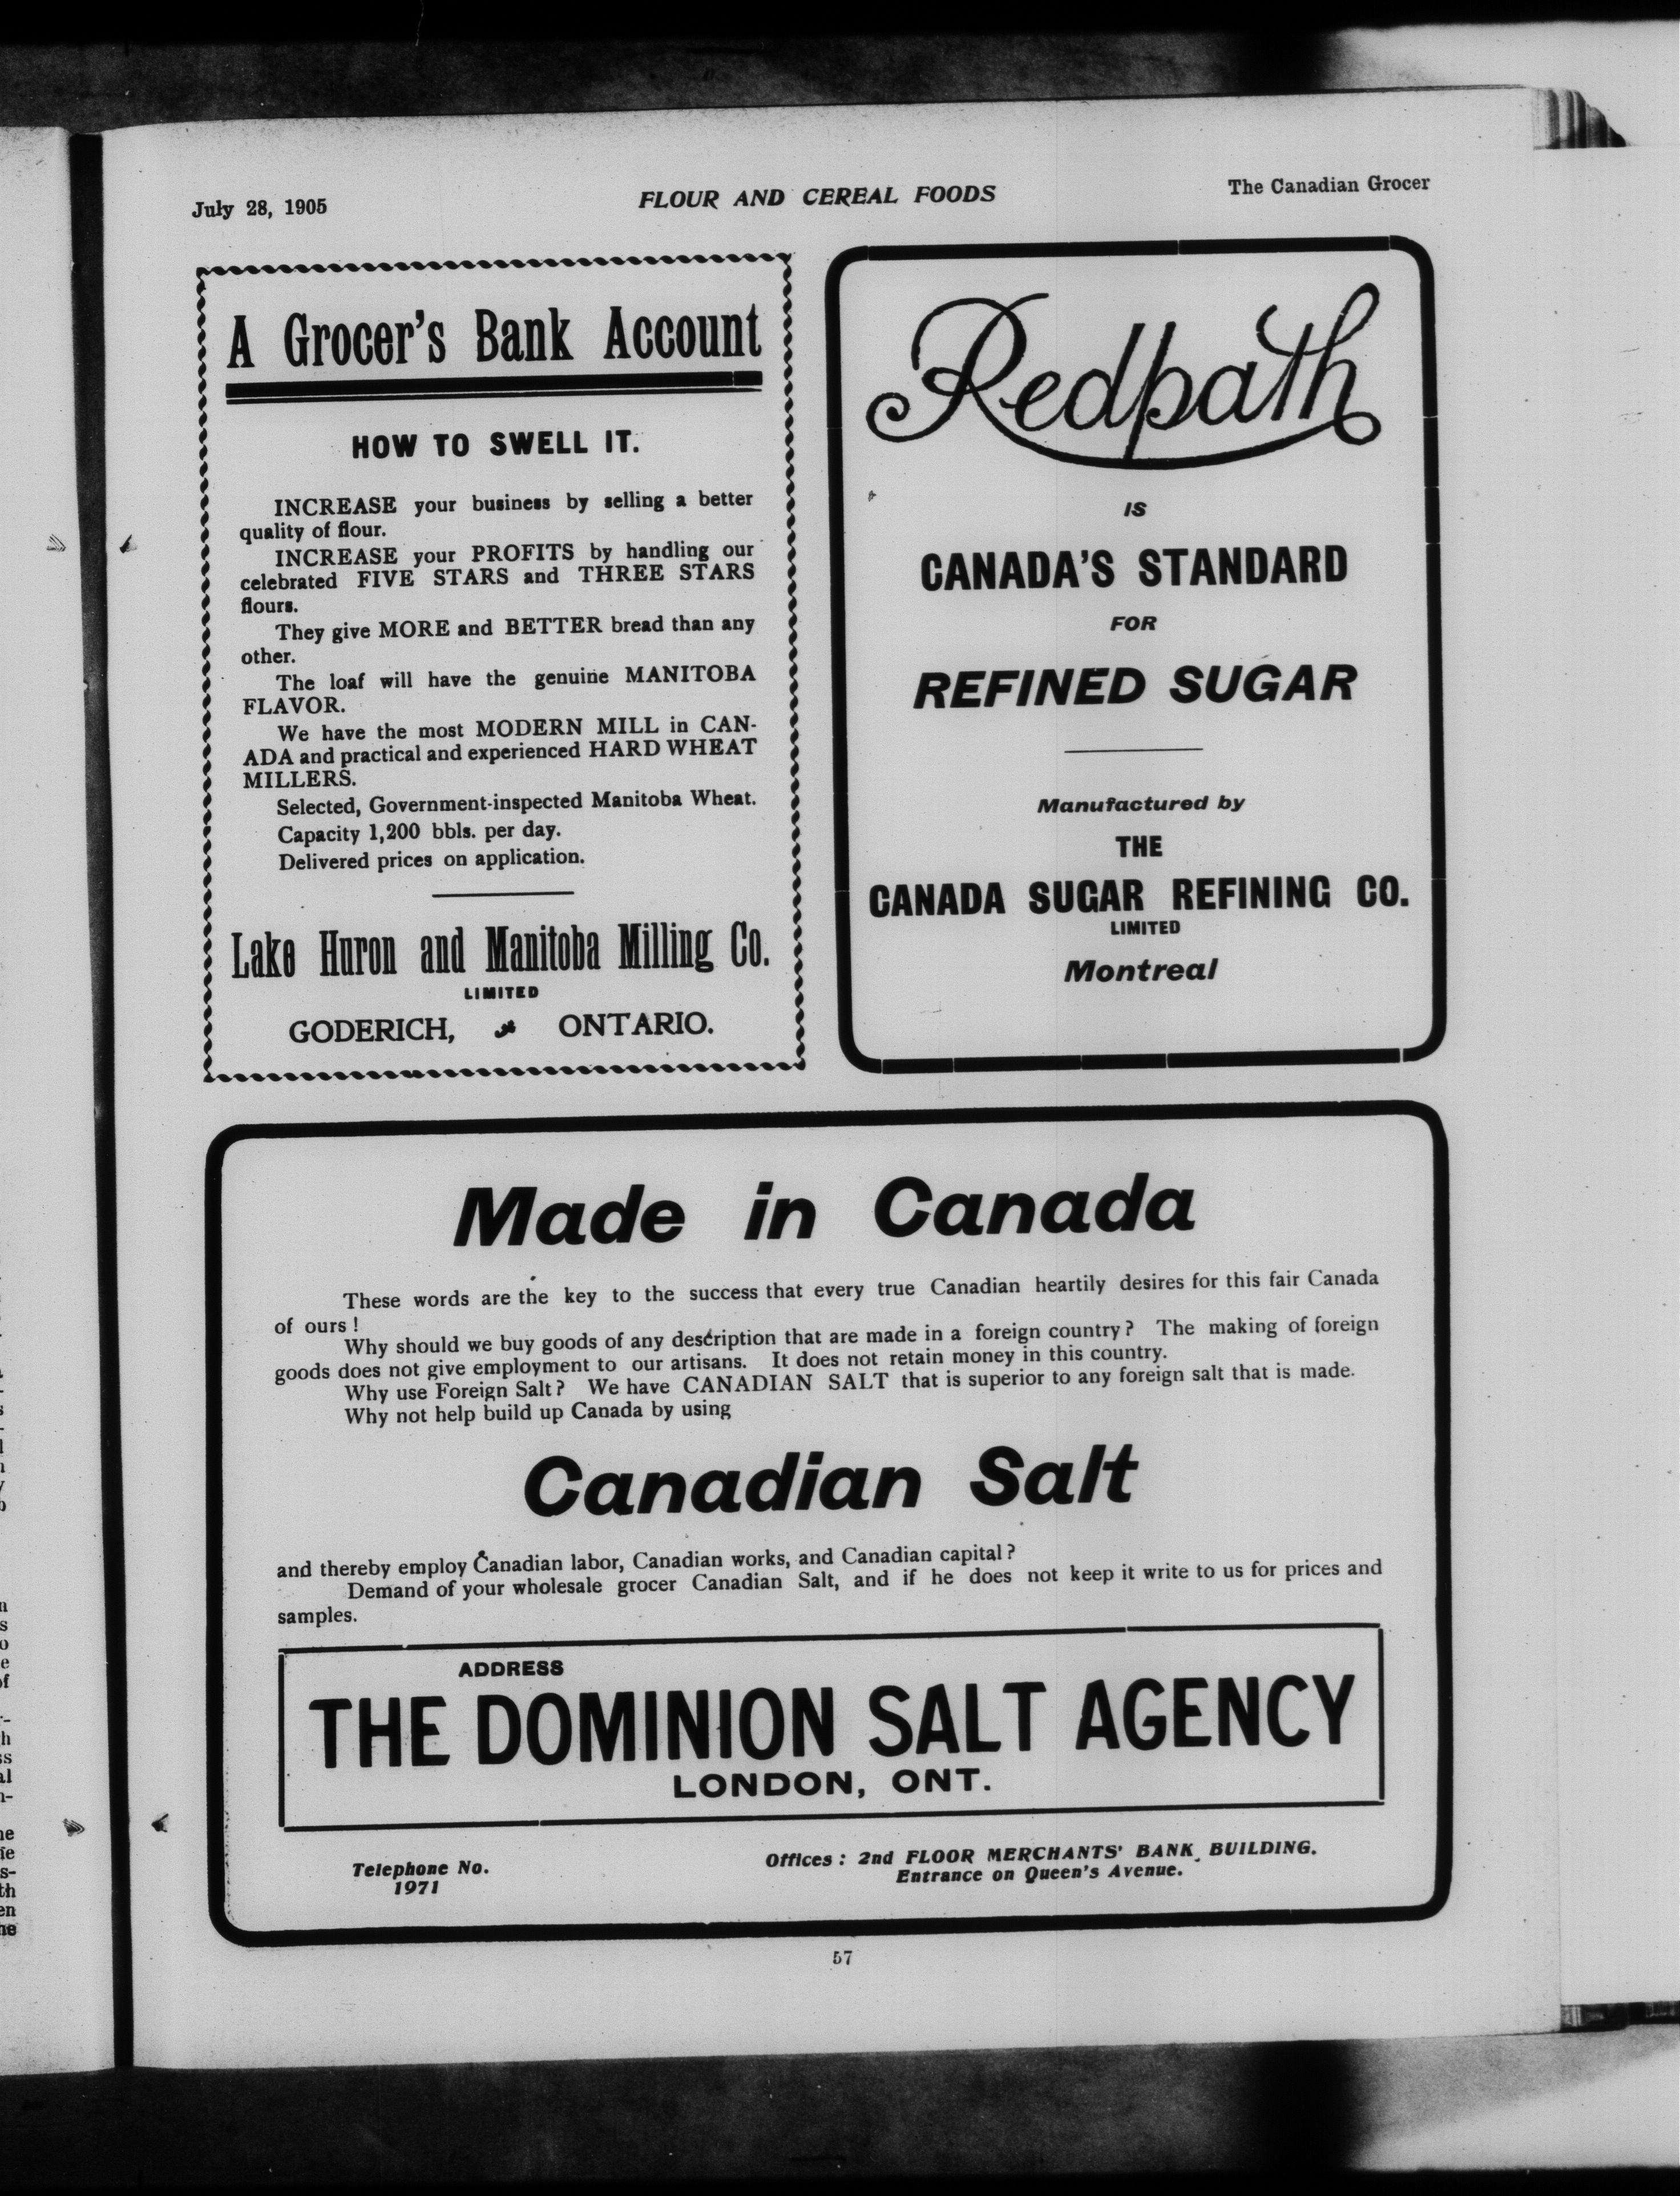 July 28, 1905
FLOUR AND CEREAL FOODS
The Canadian Grocer
A Grocer's Bank Account
HOW TO SWELL IT.
INCREASE your business by selling a better
quality of flour.
INCREASE your PROFITS by handling our
celebrated FIVE STARS and THREE STARS
flours.
They give MORE and BETTER bread than any
other.
The loaf will have the genuine MANITOBA
FLAVOR.
We have the most MODERN MILL in CAN-
ADA and practical and experienced HARD WHEAT
MILLERS.
Selected, Government-inspected Manitoba Wheat.
Capacity 1,200 bbls. per day.
Delivered prices on application.
Lake Huron and Manitoba Milling Co.
LIMITED
GODERICH, ONTARIO.
Redpath
IS
CANADA'S STANDARD
FOR
REFINED SUGAR
Manufactured by
THE
CANADA SUGAR REFINING CO.
LIMITED
Montreal
Made in Canada
These words are the key to the success that every true Canadian heartily desires for this fair Canada
of ours!
Why should we buy goods of any description that are made in a foreign country? The making of foreign
goods does not give employment to our artisans. It does not retain money in this country.
Why use Foreign Salt? We have CANADIAN SALT that is superior to any foreign salt that is made.
Why not help build up Canada by using
Canadian Salt
and thereby employ Canadian labor, Canadian works, and Canadian capital?
Demand of your wholesale grocer Canadian Salt, and if he does not keep it write to us for prices and
samples.
ADDRESS
THE DOMINION SALT AGENCY
LONDON, ONT.
Telephone No.
1971
Offices: 2nd FLOOR MERCHANTS' BANK BUILDING.
Entrance on Queen's Avenue.
57